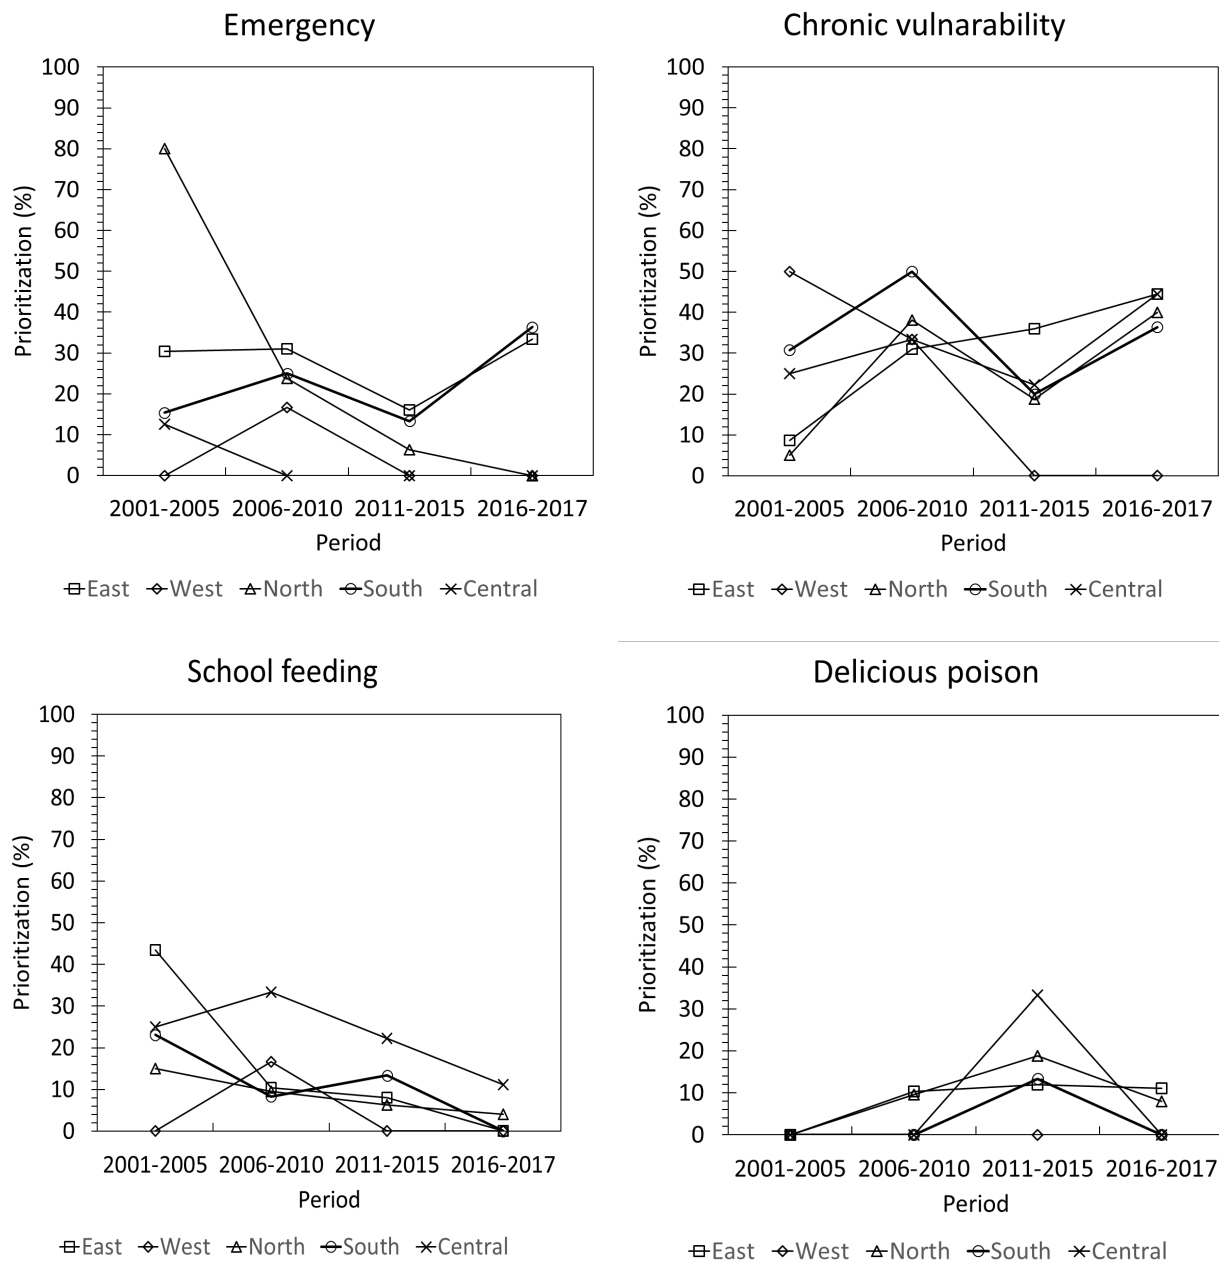 Emergency
100
90
80
70
60
50
40
30
20
10
0
Prioritization (%)
2001-2005 2006-2010 2011-2015 2016-2017
Period
East West North South Central
Chronic vulnarability
100
90
80
70
60
50
40
30
20
10
0
Prioritization (%)
2001-2005 2006-2010 2011-2015 2016-2017
Period
East West North South Central
School feeding
100
90
80
70
60
50
40
30
20
10
0
Prioritization (%)
2001-2005 2006-2010 2011-2015 2016-2017
Period
East West North South Central
Delicious poison
100
90
80
70
60
50
40
30
20
10
0
Prioritization (%)
2001-2005 2006-2010 2011-2015 2016-2017
Period
East West North South Central